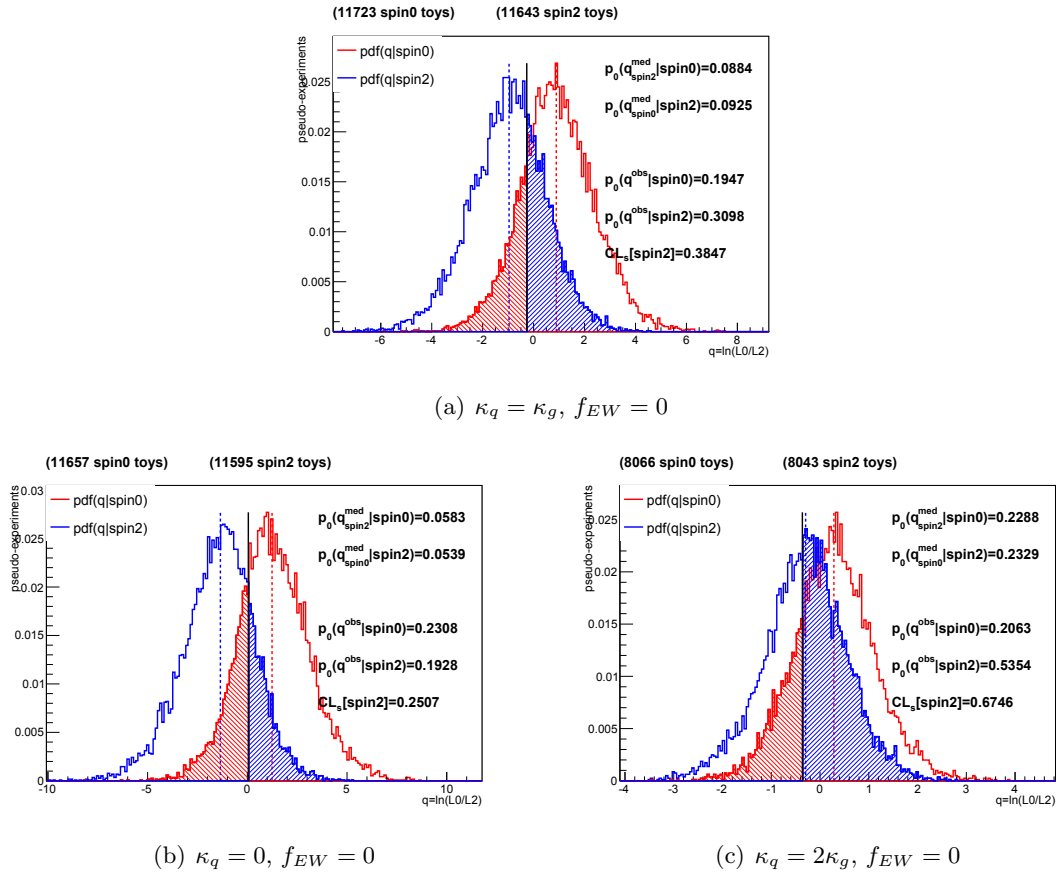 (11723 spin0 toys) (11643 spin2 toys)
pseudo-experiments
pdf(q|spin0)
pdf(q|spin2)
p₀(q^med_spin2|spin0)=0.0884
p₀(q^med_spin0|spin2)=0.0925
p₀(q^obs|spin0)=0.1947
p₀(q^obs|spin2)=0.3098
CLₛ[spin2]=0.3847
0.025
0.02
0.015
0.01
0.005
0
-6 -4 -2 0 2 4 6 8
q=ln(L0/L2)
(a) κ_q = κ_g, f_EW = 0
(11657 spin0 toys) (11595 spin2 toys)
pseudo-experiments
pdf(q|spin0)
pdf(q|spin2)
p₀(q^med_spin2|spin0)=0.0583
p₀(q^med_spin0|spin2)=0.0539
p₀(q^obs|spin0)=0.2308
p₀(q^obs|spin2)=0.1928
CLₛ[spin2]=0.2507
0.03
0.025
0.02
0.015
0.01
0.005
0
-10 -5 0 5 10
q=ln(L0/L2)
(b) κ_q = 0, f_EW = 0
(8066 spin0 toys) (8043 spin2 toys)
pseudo-experiments
pdf(q|spin0)
pdf(q|spin2)
p₀(q^med_spin2|spin0)=0.2288
p₀(q^med_spin0|spin2)=0.2329
p₀(q^obs|spin0)=0.2063
p₀(q^obs|spin2)=0.5354
CLₛ[spin2]=0.6746
0.025
0.02
0.015
0.01
0.005
0
-4 -3 -2 -1 0 1 2 3 4
q=ln(L0/L2)
(c) κ_q = 2κ_g, f_EW = 0